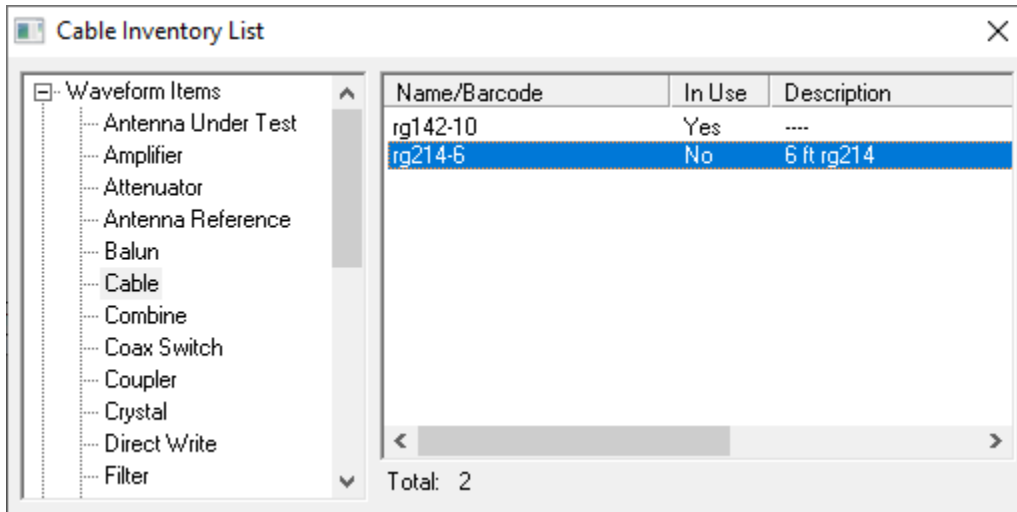 Cable Inventory List
Waveform Items
Antenna Under Test
Amplifier
Attenuator
Antenna Reference
Balun
Cable
Combine
Coax Switch
Coupler
Crystal
Direct Write
Filter
Name/Barcode In Use Description
rg142-10 Yes ----
rg214-6 No 6 ft rg214
Total: 2